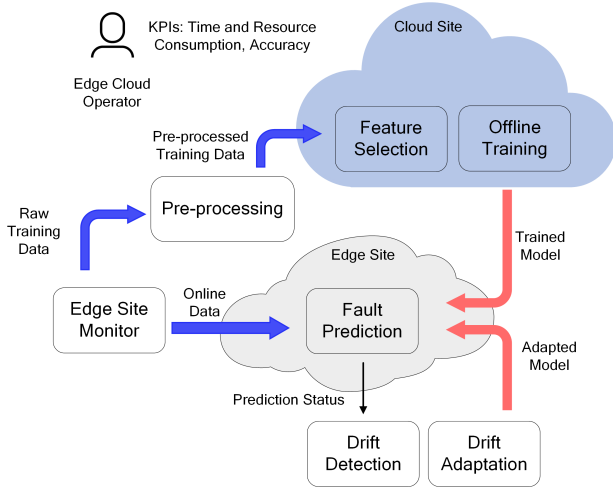 KPIs: Time and Resource
Consumption, Accuracy
Edge Cloud
Operator
Cloud Site
Pre-processed
Training Data
Feature
Selection
Offline
Training
Pre-processing
Raw
Training
Data
Trained
Model
Edge Site
Online
Data
Edge Site
Monitor
Fault
Prediction
Adapted
Model
Prediction Status
Drift
Detection
Drift
Adaptation